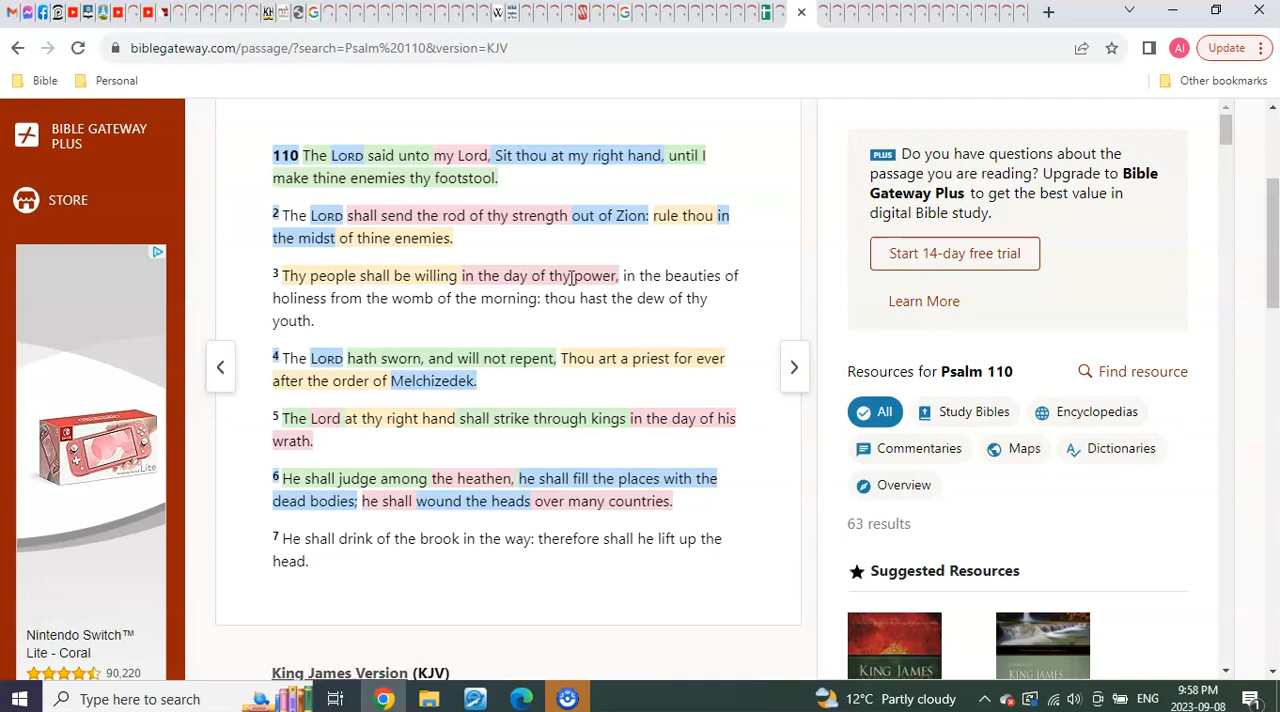 biblegateway.com/passage/?search=Psalm%20110&version=KJV
AI
Update
Bible
Personal
Other bookmarks
BIBLE GATEWAY
PLUS
STORE
Nintendo Switch™
Lite - Coral
90,220
110 The LORD said unto my Lord, Sit thou at my right hand, until I
make thine enemies thy footstool.
2 The LORD shall send the rod of thy strength out of Zion: rule thou in
the midst of thine enemies.
3 Thy people shall be willing in the day of thy power, in the beauties of
holiness from the womb of the morning: thou hast the dew of thy
youth.
4 The LORD hath sworn, and will not repent, Thou art a priest for ever
after the order of Melchizedek.
5 The Lord at thy right hand shall strike through kings in the day of his
wrath.
6 He shall judge among the heathen, he shall fill the places with the
dead bodies; he shall wound the heads over many countries.
7 He shall drink of the brook in the way: therefore shall he lift up the
head.
King James Version (KJV)
PLUS Do you have questions about the
passage you are reading? Upgrade to Bible
Gateway Plus to get the best value in
digital Bible study.
Start 14-day free trial
Learn More
Resources for Psalm 110
Find resource
All
Study Bibles
Encyclopedias
Commentaries
Maps
Dictionaries
Overview
63 results
Suggested Resources
KING JAMES
KING JAMES
Type here to search
12°C Partly cloudy
ENG
9:58 PM
2023-09-08
1